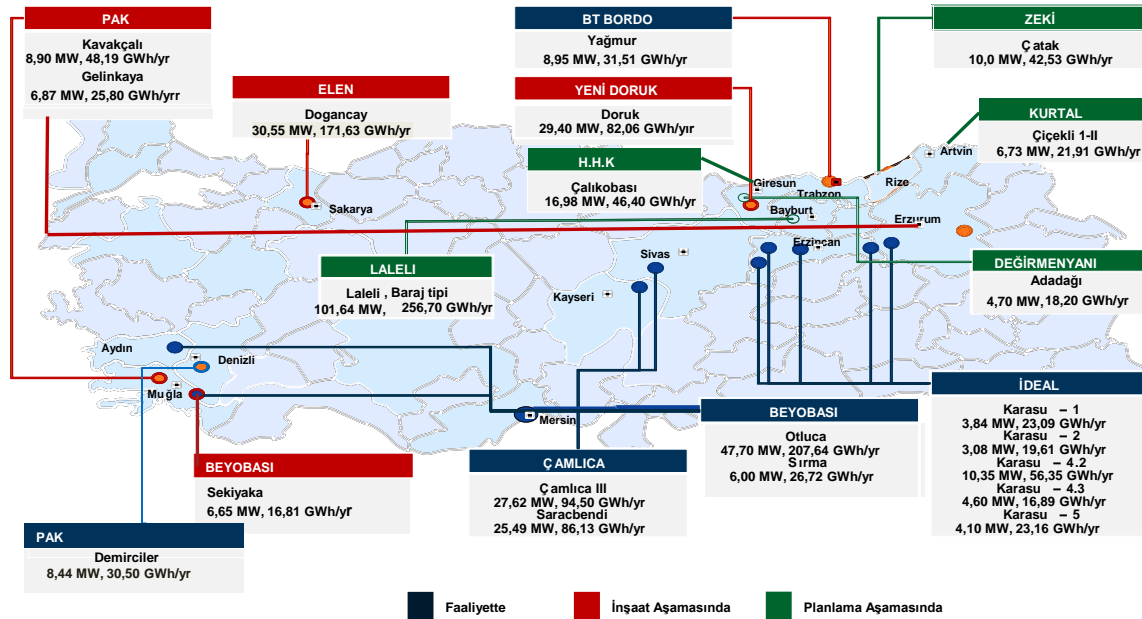 PAK
Kavakçalı
8,90 MW, 48,19 GWh/yr
Gelinkaya
6,87 MW, 25,80 GWh/yrr
ELEN
Dogancay
30,55 MW, 171,63 GWh/yr
BT BORDO
Yağmur
8,95 MW, 31,51 GWh/yr
YENİ DORUK
Doruk
29,40 MW, 82,06 GWh/yır
H.H.K
Çalıkobası
16,98 MW, 46,40 GWh/yr
ZEKİ
Çatak
10,0 MW, 42,53 GWh/yr
KURTAL
Çiçekli 1-II
6,73 MW, 21,91 GWh/yr
Artvin
Rize
Trabzon
Giresun
Bayburt
Erzurum
Erzincan
Sakarya
Sivas
Kayseri
LALELI
Laleli , Baraj tipi
101,64 MW, 256,70 GWh/yr
DEĞİRMENYANI
Adadağı
4,70 MW, 18,20 GWh/yr
Aydın
Denizli
Muğla
Mersin
BEYOBASI
Sekiyaka
6,65 MW, 16,81 GWh/yr
PAK
Demirciler
8,44 MW, 30,50 GWh/yr
ÇAMLICA
Çamlıca III
27,62 MW, 94,50 GWh/yr
Saracbendi
25,49 MW, 86,13 GWh/yr
BEYOBASI
Otluca
47,70 MW, 207,64 GWh/yr
Sırma
6,00 MW, 26,72 GWh/yr
İDEAL
Karasu – 1
3,84 MW, 23,09 GWh/yr
Karasu – 2
3,08 MW, 19,61 GWh/yr
Karasu – 4.2
10,35 MW, 56,35 GWh/yr
Karasu – 4.3
4,60 MW, 16,89 GWh/yr
Karasu – 5
4,10 MW, 23,16 GWh/yr
Faaliyette
İnşaat Aşamasında
Planlama Aşamasında